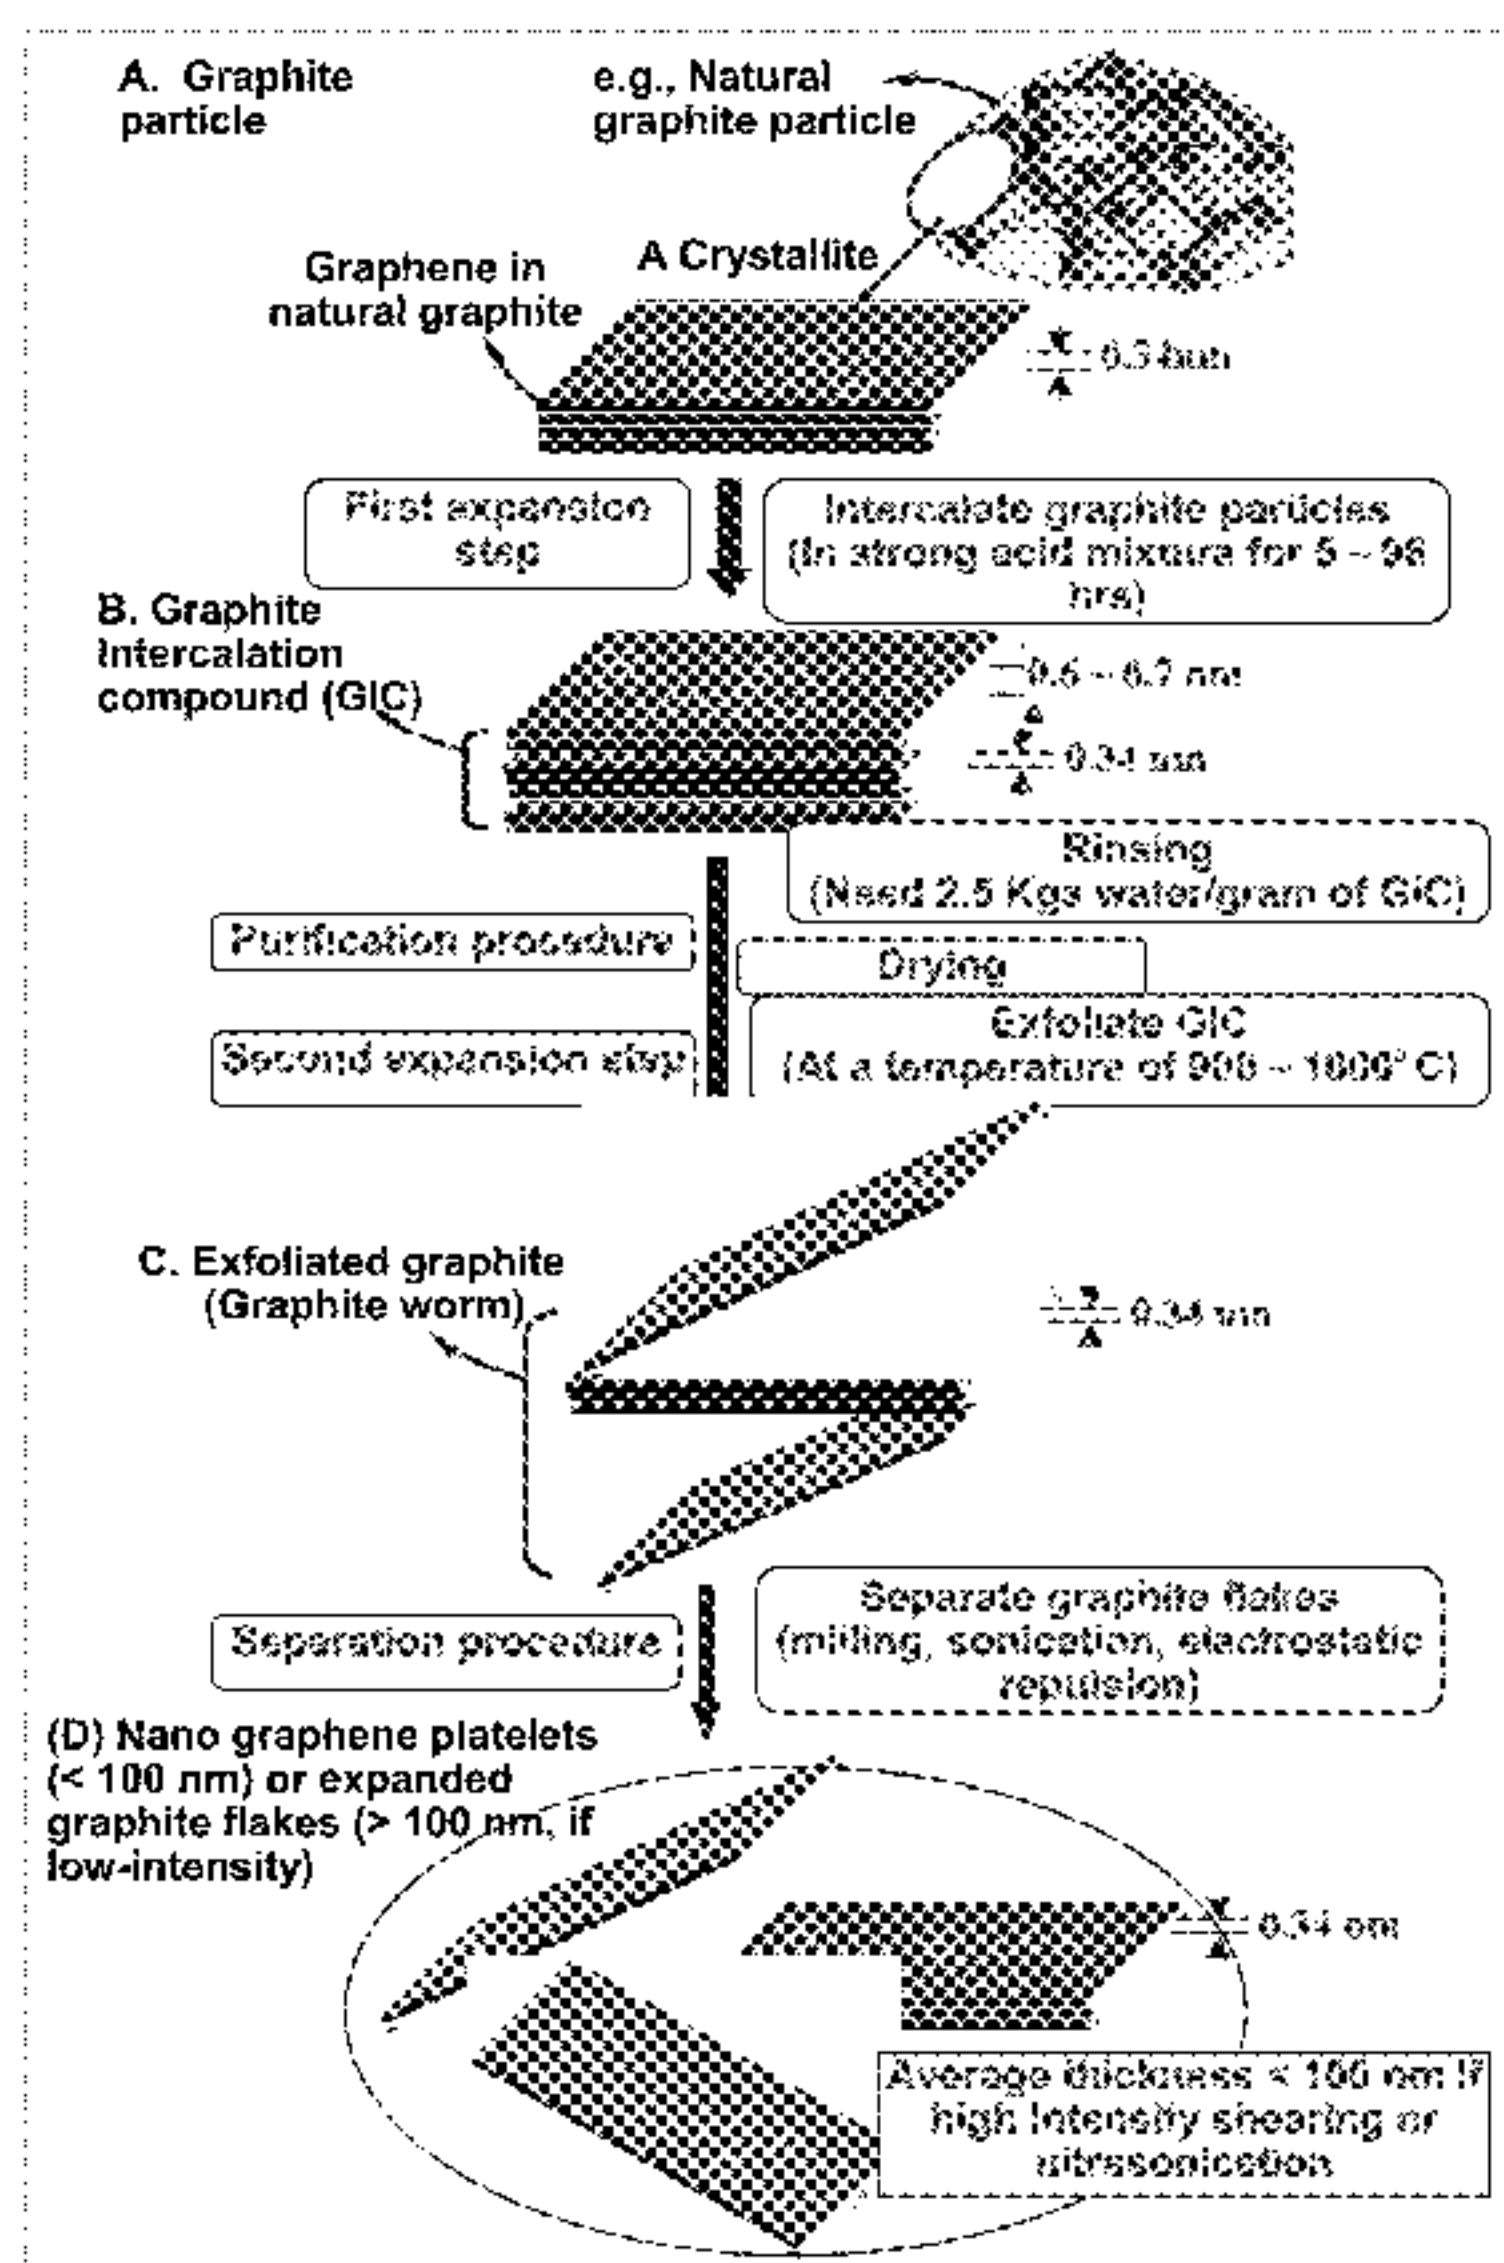 A. Graphite
particle
e.g., Natural
graphite particle
A Crystallite
Graphene in
natural graphite
First expansion
step
Intercalate graphite particles
(In strong acid mixture for 5 ~ 96
hrs)
B. Graphite
Intercalation
compound (GIC)
0.34 nm
Rinsing
(Need 2.5 Kgs water/gram of GIC)
Purification procedure
Drying
Second expansion step
Exfoliate GIC
(At a temperature of
C. Exfoliated graphite
(Graphite worm)
0.34 nm
Separation procedure
Separate graphite flakes
(milling, sonication, electrostatic
repulsion)
(D) Nano graphene platelets
(< 100 nm) or expanded
graphite flakes (> 100 nm, if
low-intensity)
0.34 nm
Average thickness < 100 nm if
high intensity shearing or
ultrasonication